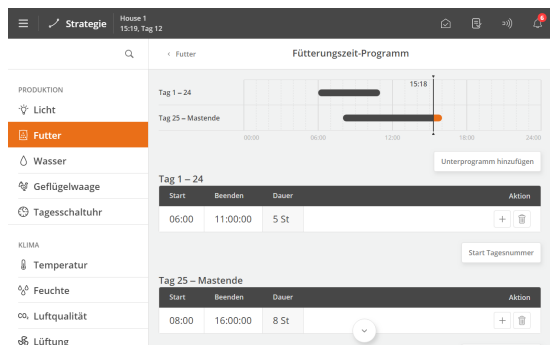 Strategie
House 1
15:19, Tag 12
6
‹ Futter
Fütterungszeit-Programm
PRODUKTION
Licht
Futter
Wasser
Geflügelwaage
Tagesschaltuhr
KLIMA
Temperatur
Feuchte
CO₂ Luftqualität
Lüftung
15:18
Tag 1 – 24
Tag 25 – Mastende
00:00 06:00 12:00 18:00 24:00
Unterprogramm hinzufügen
Tag 1 – 24
Start Beenden Dauer Aktion
06:00 11:00:00 5 St +
Start Tagesnummer
Tag 25 – Mastende
Start Beenden Dauer Aktion
08:00 16:00:00 8 St +